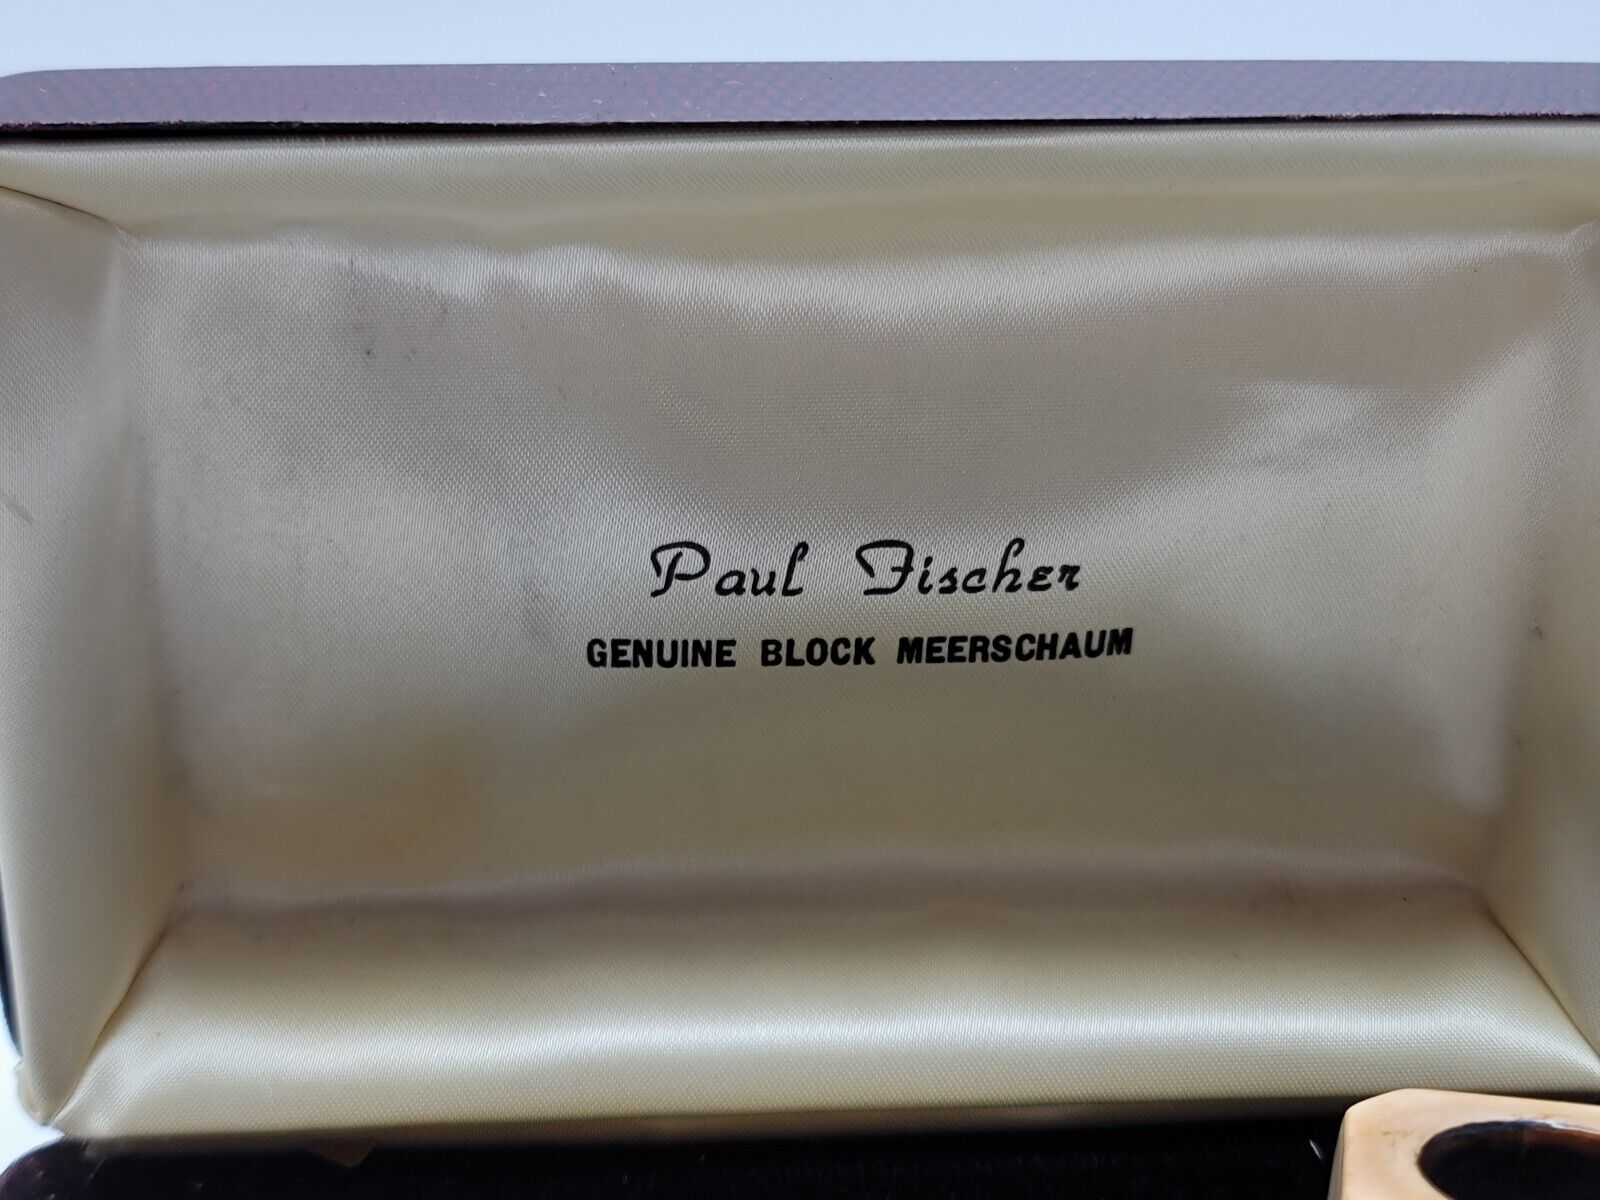 Paul Fischer
GENUINE BLOCK MEERSCHAUM